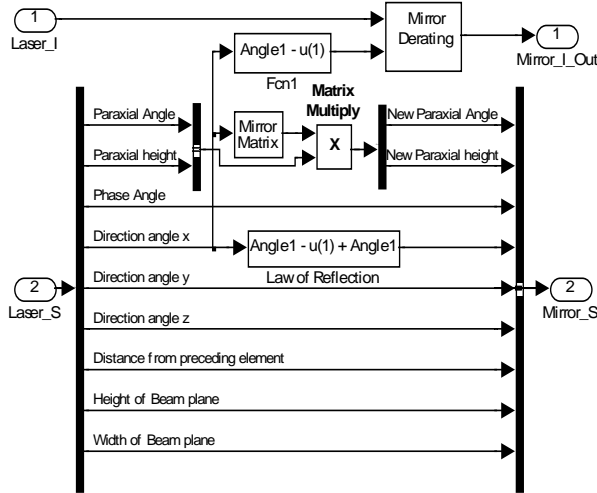 1
Laser_I
Angle1 - u(1)
Fcn1
Mirror
Derating
1
Mirror_I_Out
Matrix
Multiply
Paraxial Angle
Mirror
Matrix
X
New Paraxial Angle
Paraxial height
New Paraxial height
Phase Angle
Direction angle x
Angle1 - u(1) + Angle1
Law of Reflection
2
Laser_S
Direction angle y
2
Mirror_S
Direction angle z
Distance from preceding element
Height of Beam plane
Width of Beam plane